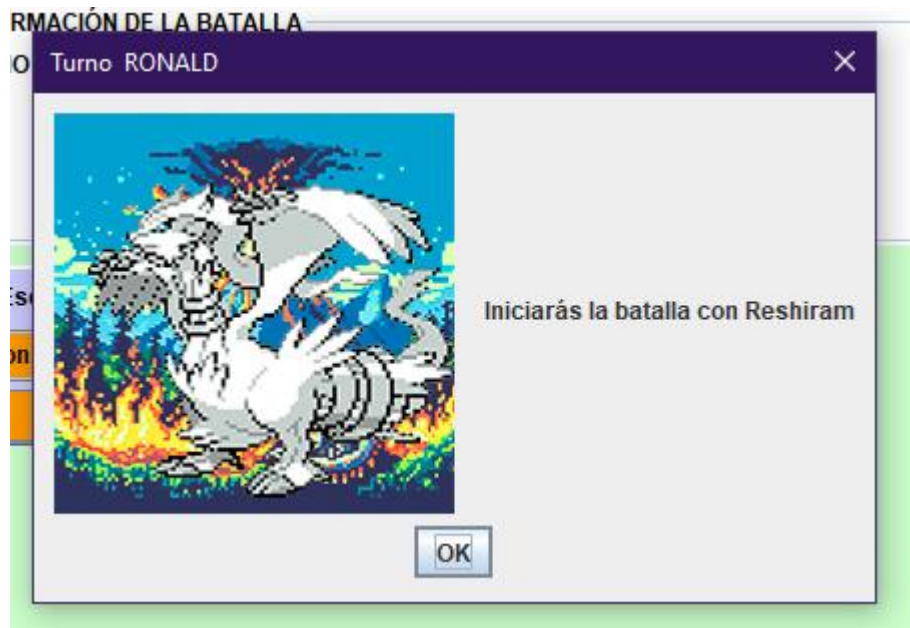 RMACIÓN DE LA BATALLA
Turno RONALD
Iniciarás la batalla con Reshiram
OK